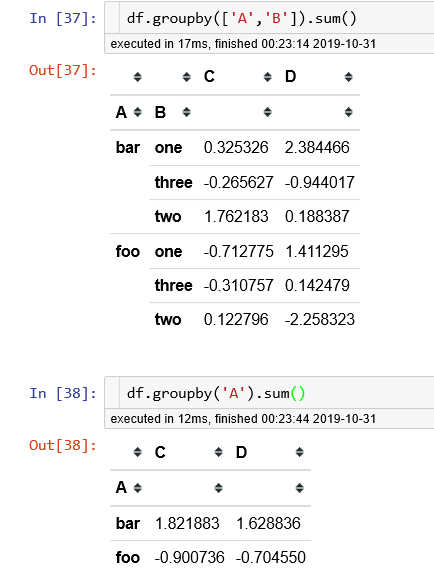 In [37]: df.groupby(['A','B']).sum()
executed in 17ms, finished 00:23:14 2019-10-31
Out[37]:
C D
A B
bar one 0.325326 2.384466
three -0.265627 -0.944017
two 1.762183 0.188387
foo one -0.712775 1.411295
three -0.310757 0.142479
two 0.122796 -2.258323
In [38]: df.groupby('A').sum()
executed in 12ms, finished 00:23:44 2019-10-31
Out[38]:
C D
A
bar 1.821883 1.628836
foo -0.900736 -0.704550